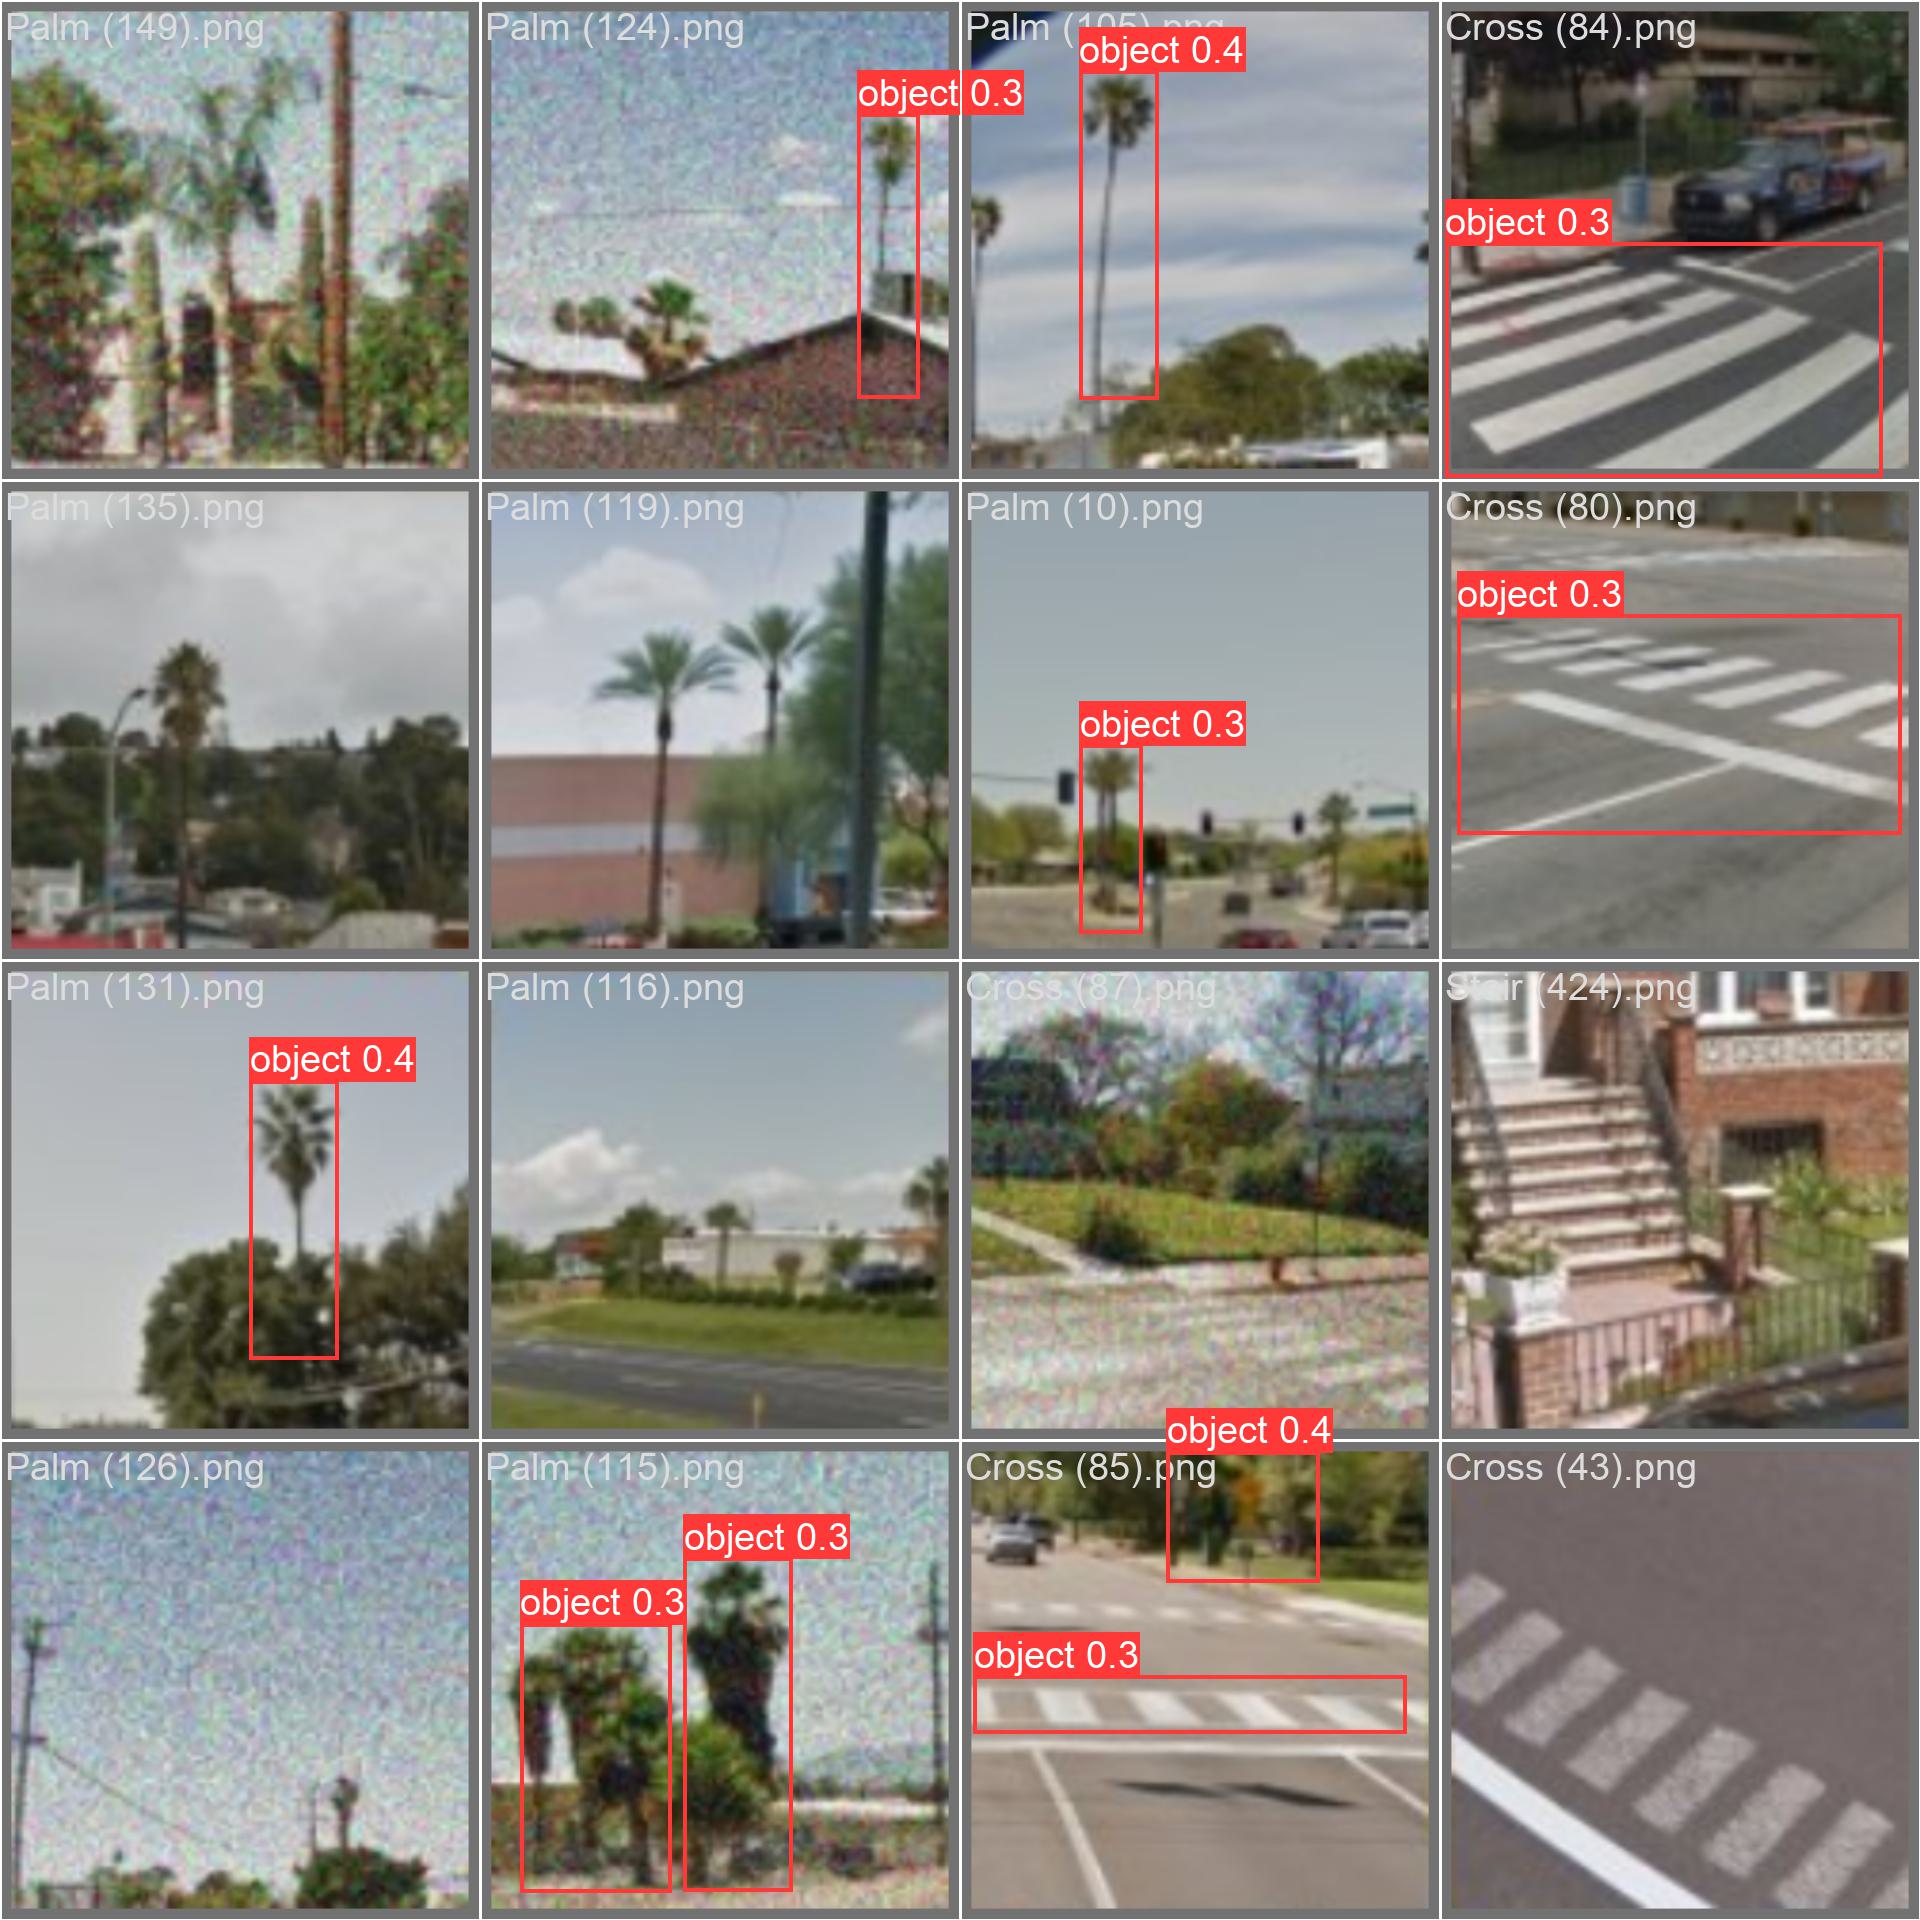 Palm (149).png
Palm (124).png
object 0.3
Palm (105).png
object 0.4
Cross (84).png
object 0.3
Palm (135).png
Palm (119).png
Palm (10).png
object 0.3
Cross (80).png
object 0.3
Palm (131).png
object 0.4
Palm (116).png
Cross (87).png
Stair (424).png
Palm (126).png
Palm (115).png
object 0.3
object 0.3
Cross (85).png
object 0.4
object 0.3
Cross (43).png